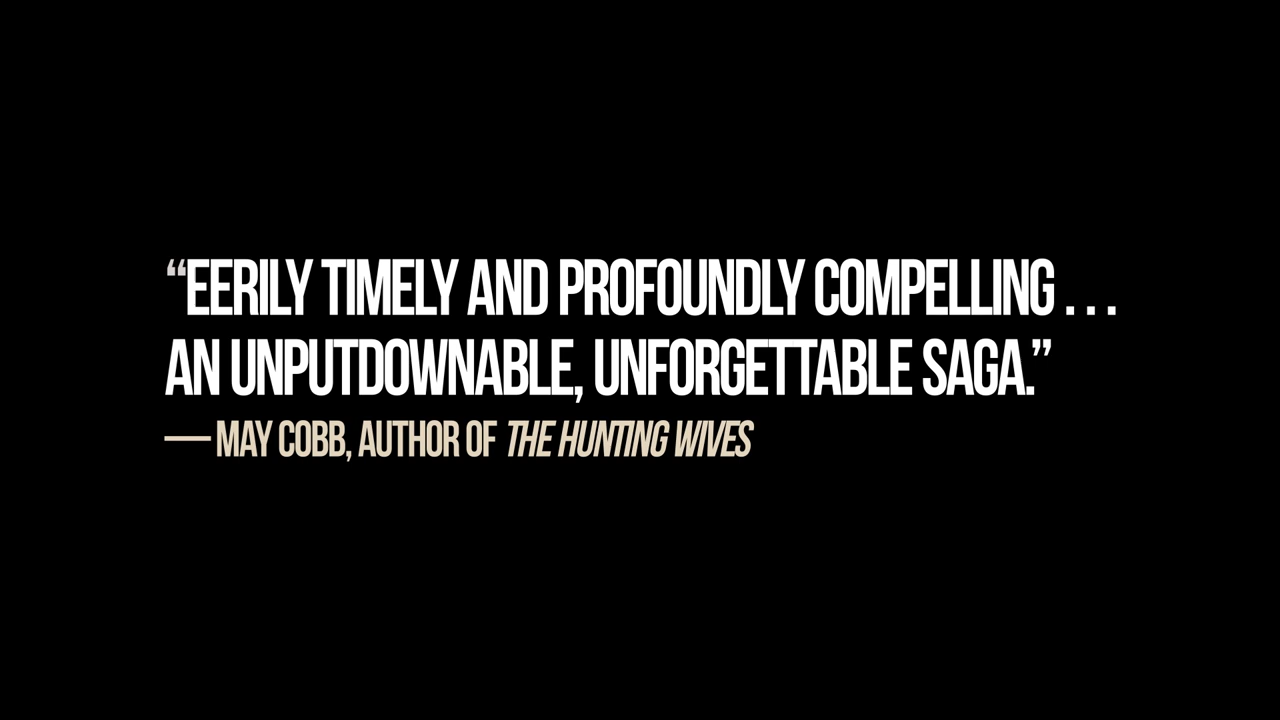 “EERILY TIMELY AND PROFOUNDLY COMPELLING . . .
AN UNPUTDOWNABLE, UNFORGETTABLE SAGA.”
— MAY COBB, AUTHOR OF THE HUNTING WIVES